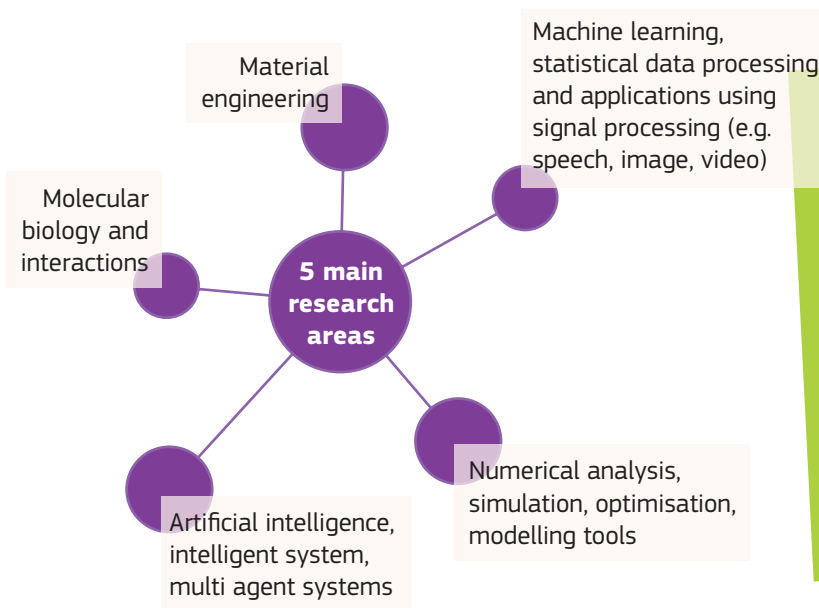 Machine learning,
statistical data processing
and applications using
signal processing (e.g.
speech, image, video)
Material
engineering
Molecular
biology and
interactions
5 main
research
areas
Numerical analysis,
simulation, optimisation,
modelling tools
Artificial intelligence,
intelligent system,
multi agent systems